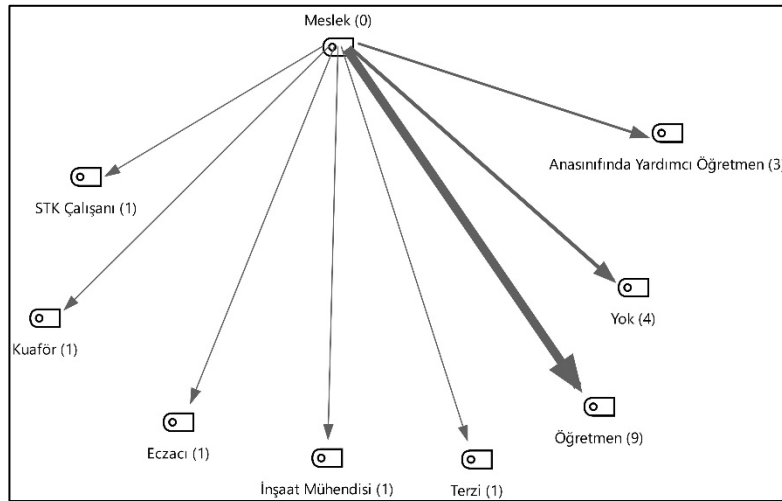 Meslek (0)
Anasınıfında Yardımcı Öğretmen (3)
STK Çalışanı (1)
Yok (4)
Kuaför (1)
Öğretmen (9)
Eczacı (1)
İnşaat Mühendisi (1)
Terzi (1)